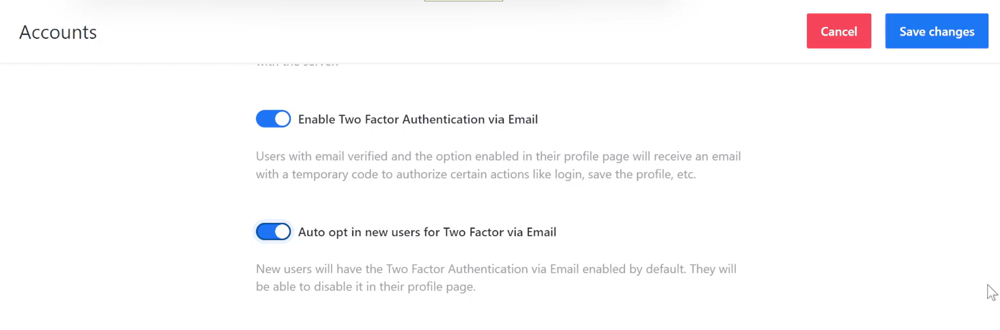 Accounts
Cancel
Save changes
with the server.
Enable Two Factor Authentication via Email
Users with email verified and the option enabled in their profile page will receive an email
with a temporary code to authorize certain actions like login, save the profile, etc.
Auto opt in new users for Two Factor via Email
New users will have the Two Factor Authentication via Email enabled by default. They will
be able to disable it in their profile page.